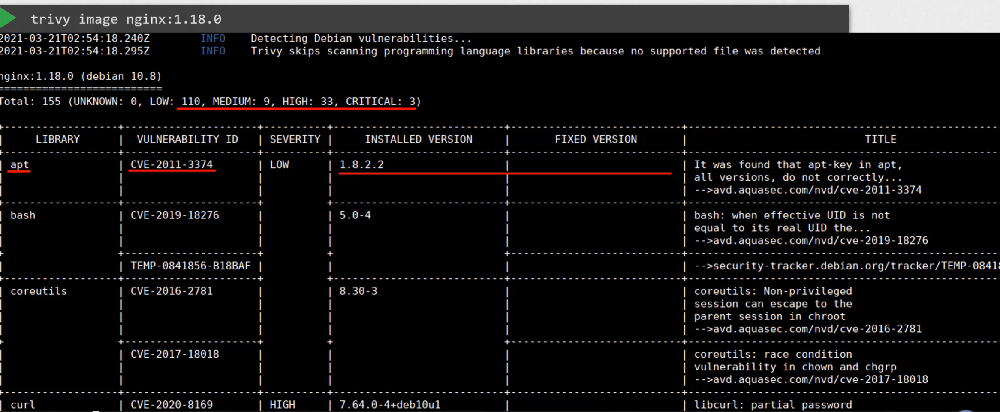 trivy image nginx:1.18.0
2021-03-21T02:54:18.240Z INFO Detecting Debian vulnerabilities...
2021-03-21T02:54:18.295Z INFO Trivy skips scanning programming language libraries because no supported file was detected
nginx:1.18.0 (debian 10.8)
=========================
Total: 155 (UNKNOWN: 0, LOW: 110, MEDIUM: 9, HIGH: 33, CRITICAL: 3)
| LIBRARY | VULNERABILITY ID | SEVERITY | INSTALLED VERSION | FIXED VERSION | TITLE
| apt | CVE-2011-3374 | LOW | 1.8.2.2 | | It was found that apt-key in apt,
all versions, do not correctly...
-->avd.aquasec.com/nvd/cve-2011-3374
| bash | CVE-2019-18276 | | 5.0-4 | | bash: when effective UID is not
equal to its real UID the...
-->avd.aquasec.com/nvd/cve-2019-18276
| TEMP-0841856-B18BAF | | | | -->security-tracker.debian.org/tracker/TEMP-0841
| coreutils | CVE-2016-2781 | | 8.30-3 | | coreutils: Non-privileged
session can escape to the
parent session in chroot
-->avd.aquasec.com/nvd/cve-2016-2781
| CVE-2017-18018 | | | | coreutils: race condition
vulnerability in chown and chgrp
-->avd.aquasec.com/nvd/cve-2017-18018
| curl | CVE-2020-8169 | HIGH | 7.64.0-4+deb10u1 | | libcurl: partial password